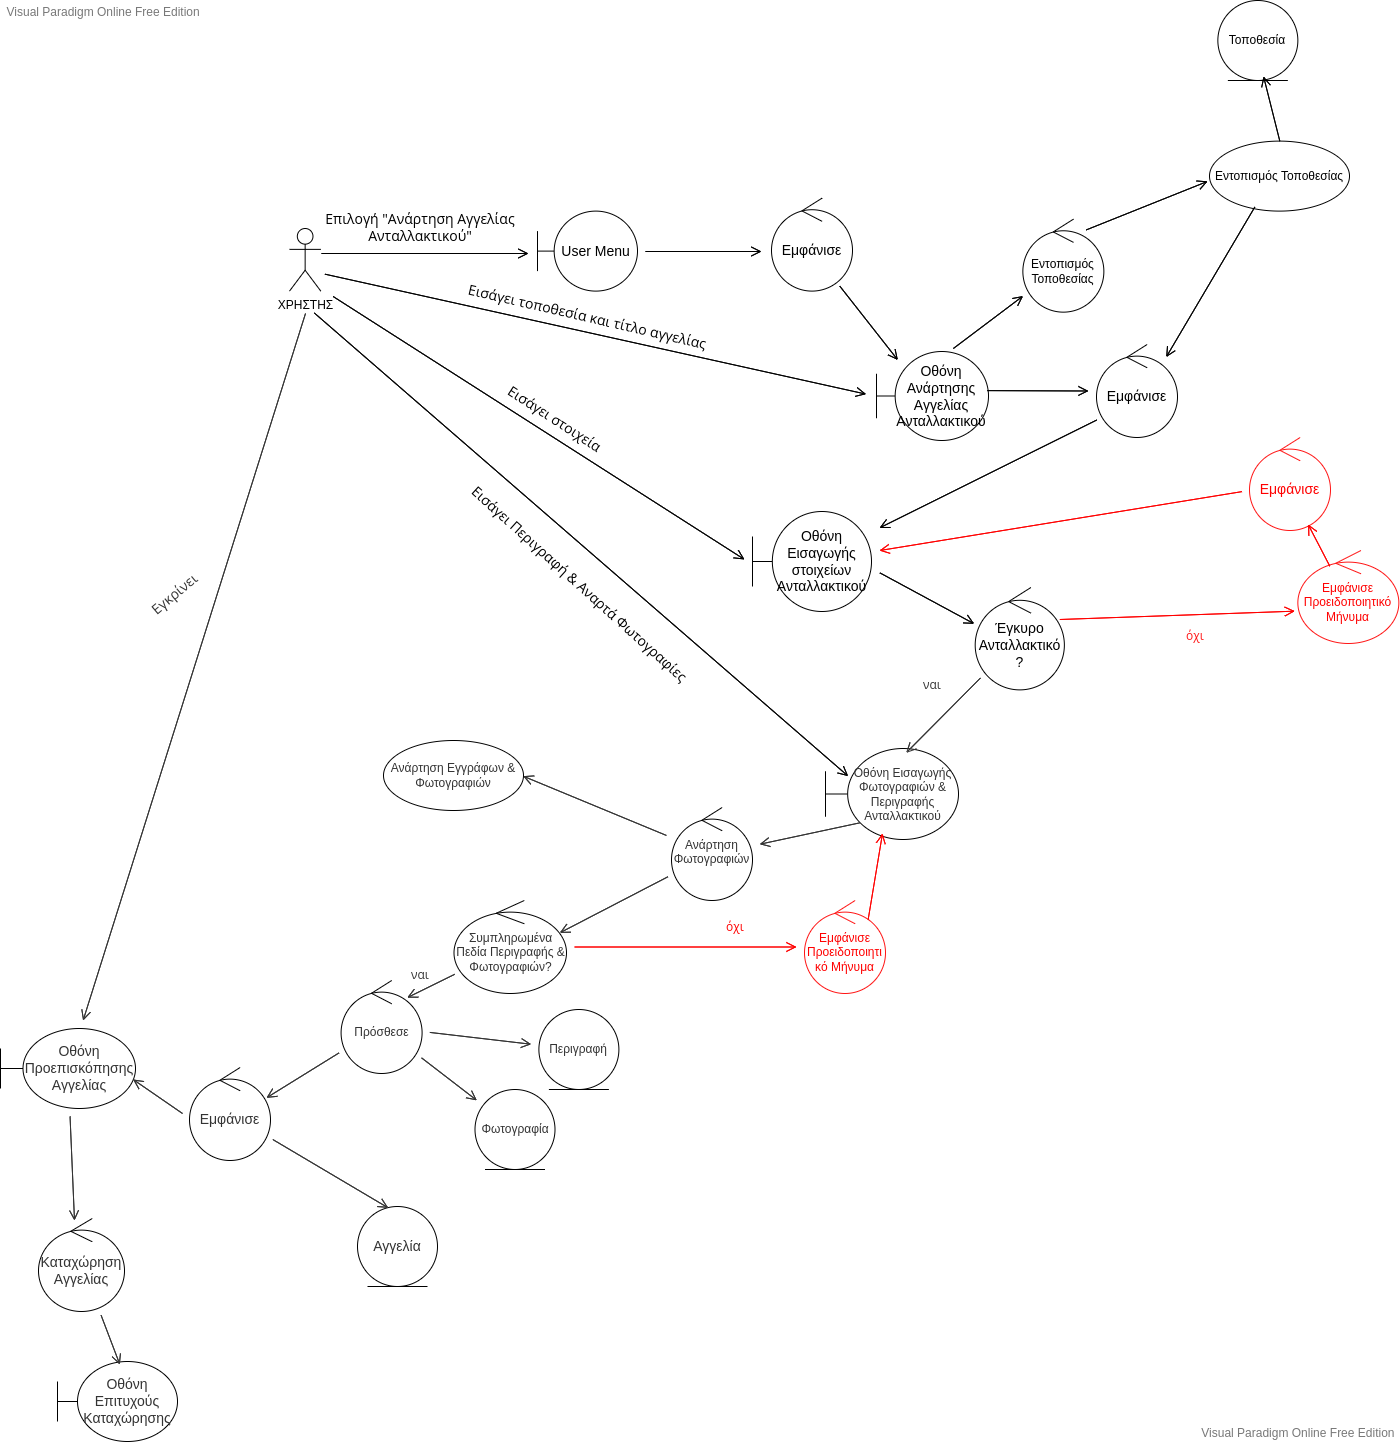 Visual Paradigm Online Free Edition
Τοποθεσία
Εντοπισμός Τοποθεσίας
Επιλογή "Ανάρτηση Αγγελίας
Ανταλλακτικού"
User Menu
Εμφάνισε
Εντοπισμός
Τοποθεσίας
ΧΡΗΣΤΗΣ
Εισάγει τοποθεσία και τίτλο αγγελίας
Οθόνη
Ανάρτησης
Αγγελίας
Ανταλλακτικού
Εμφάνισε
Εισάγει στοιχεία
Εμφάνισε
Εισάγει Περιγραφή & Αναρτά Φωτογραφίες
Οθόνη
Εισαγωγής
στοιχείων
Ανταλλακτικού
Εμφάνισε
Προειδοποιητικό
Μήνυμα
Εγκρίνει
Έγκυρο
Ανταλλακτικό
?
όχι
ναι
Ανάρτηση Εγγράφων &
Φωτογραφιών
Οθόνη Εισαγωγής
Φωτογραφιών &
Περιγραφής
Ανταλλακτικού
Ανάρτηση
Φωτογραφιών
όχι
Συμπληρωμένα
Πεδία Περιγραφής &
Φωτογραφιών?
Εμφάνισε
Προειδοποιητι
κό Μήνυμα
ναι
Πρόσθεσε
Περιγραφή
Οθόνη
Προεπισκόπησης
Αγγελίας
Εμφάνισε
Φωτογραφία
Αγγελία
Καταχώρηση
Αγγελίας
Οθόνη
Επιτυχούς
Καταχώρησης
Visual Paradigm Online Free Edition